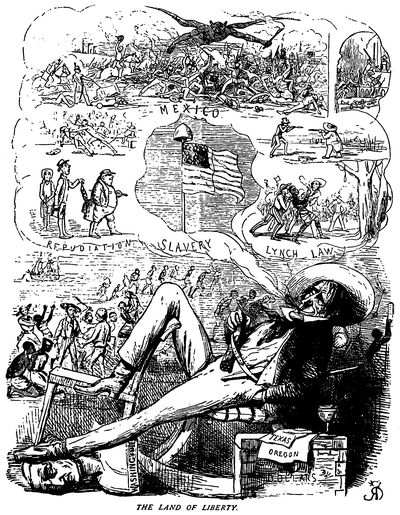 MEXICO
REPUDIATION
SLAVERY
LYNCH LAW
TEXAS
OREGON
DOLLARS
WASHINGTON
THE LAND OF LIBERTY.